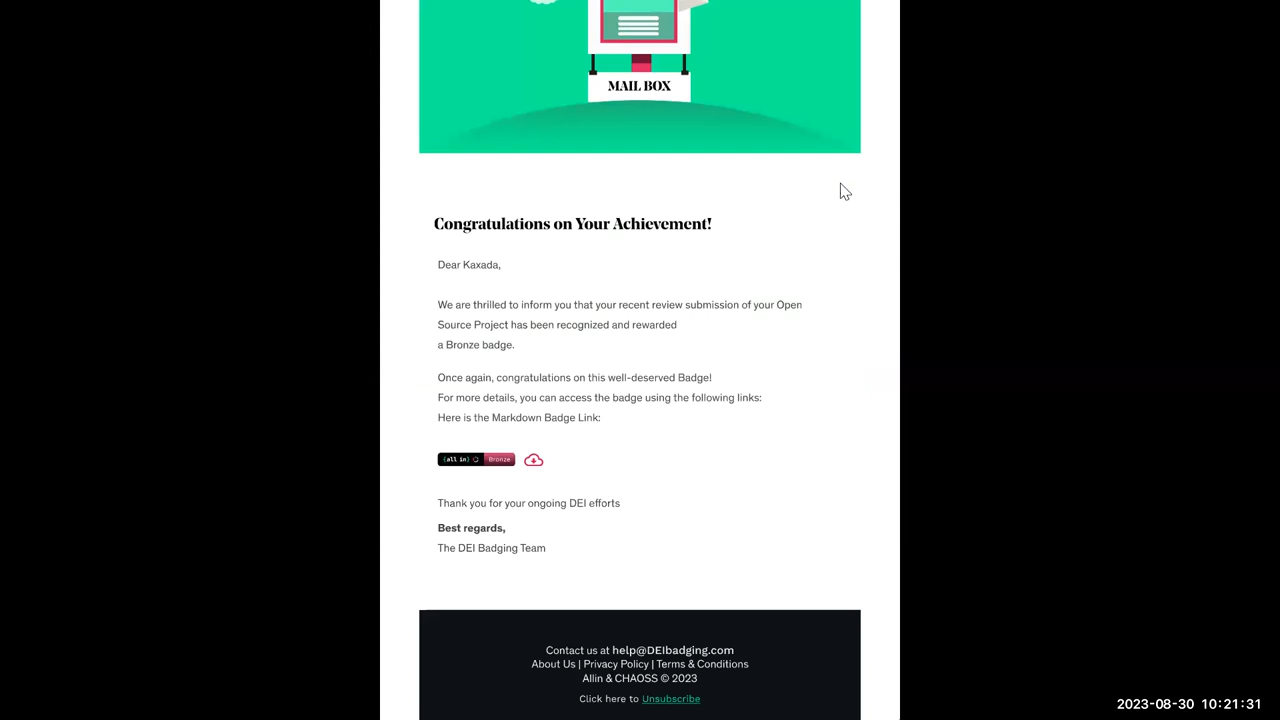 MAIL BOX
Congratulations on Your Achievement!
Dear Kaxada,
We are thrilled to inform you that your recent review submission of your Open
Source Project has been recognized and rewarded
a Bronze badge.
Once again, congratulations on this well-deserved Badge!
For more details, you can access the badge using the following links:
Here is the Markdown Badge Link:
{all in} Bronze
Thank you for your ongoing DEI efforts
Best regards,
The DEI Badging Team
Contact us at help@DEIbadging.com
About Us | Privacy Policy | Terms & Conditions
Allin & CHAOSS © 2023
Click here to Unsubscribe
2023-08-30 10:21:31